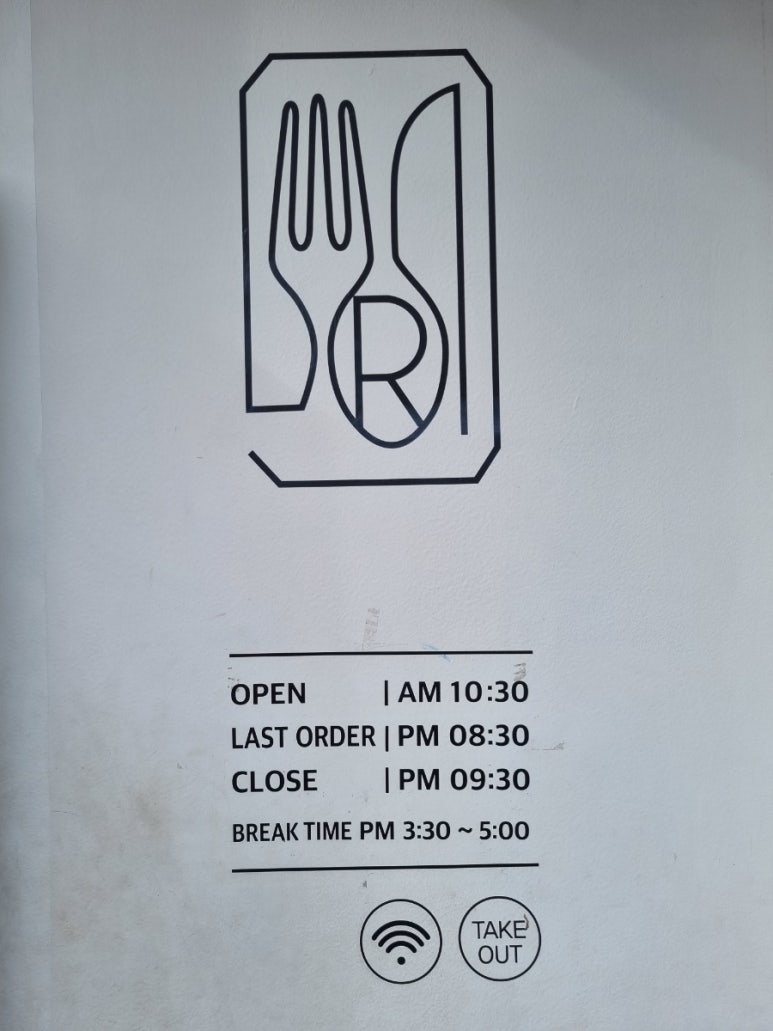 R
OPEN | AM 10:30
LAST ORDER | PM 08:30
CLOSE | PM 09:30
BREAK TIME PM 3:30 ~ 5:00
TAKE
OUT